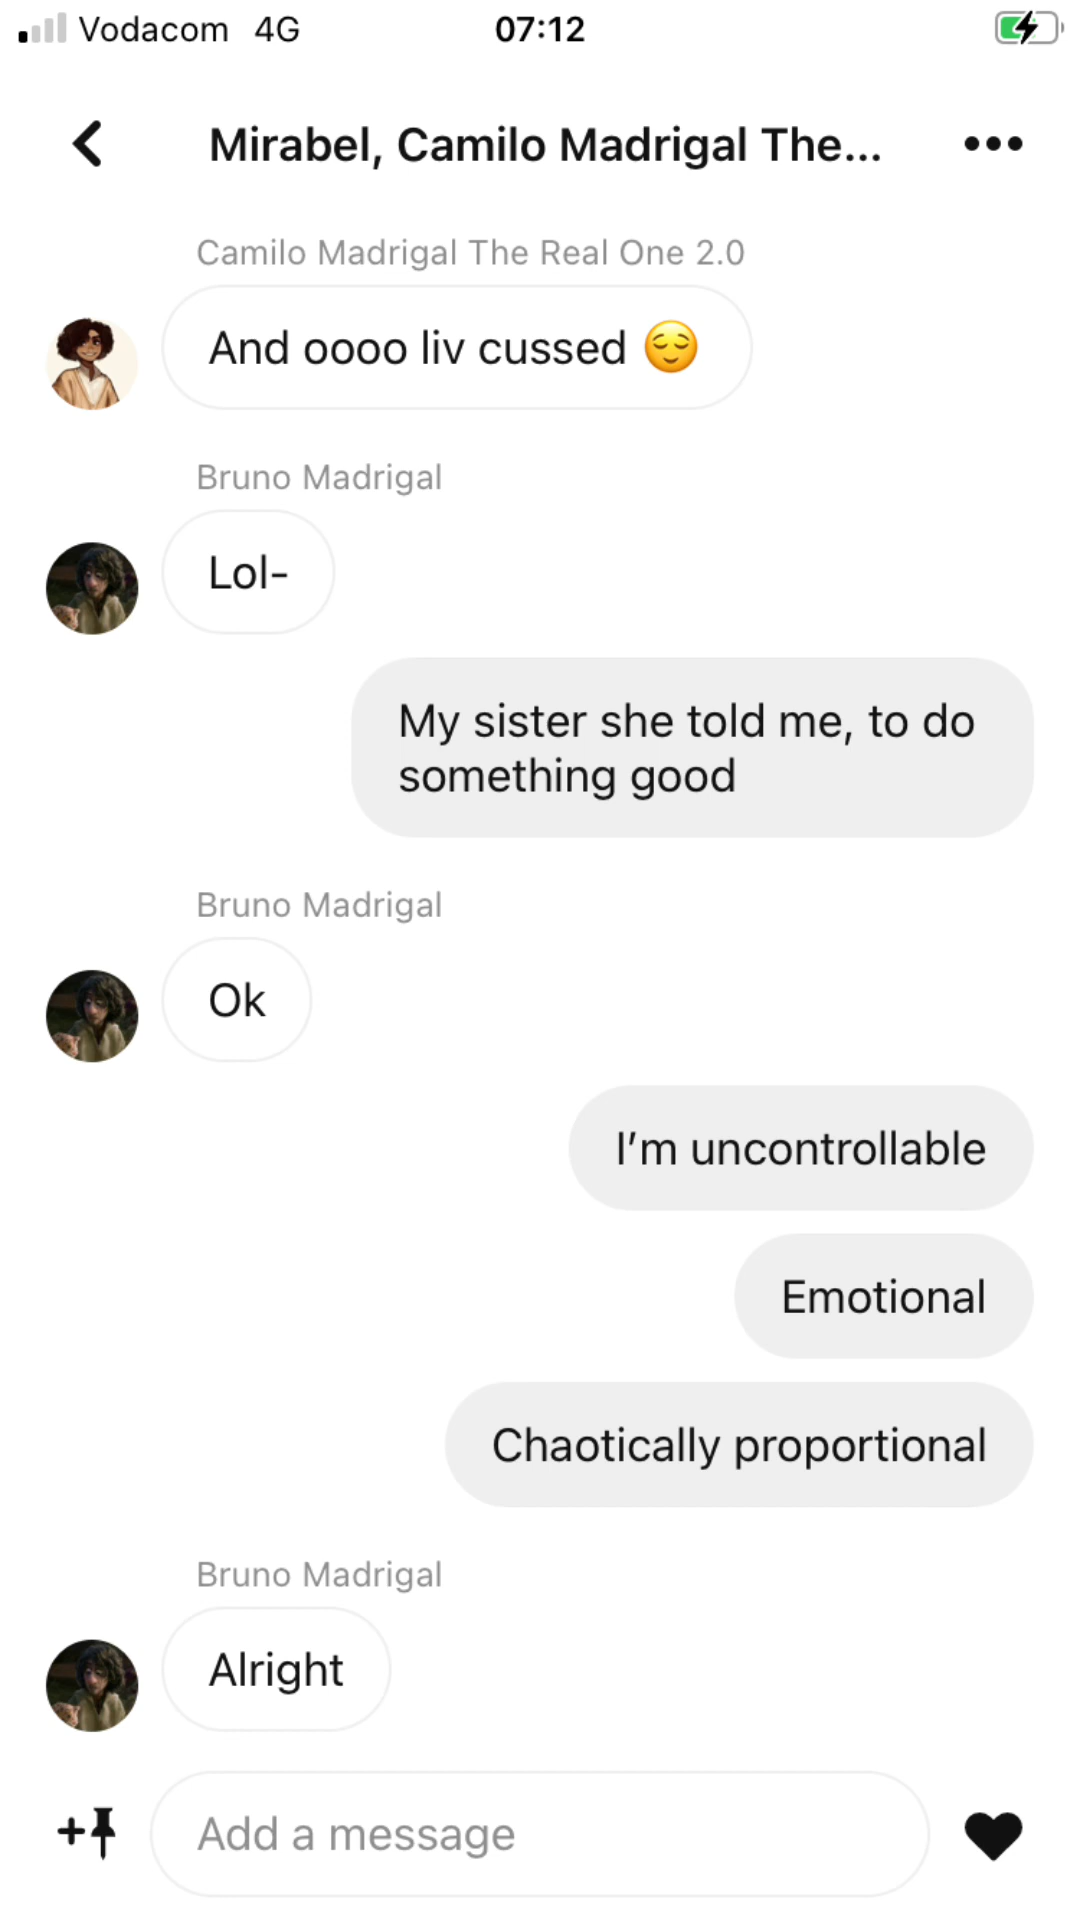 Vodacom 4G 07:12
Mirabel, Camilo Madrigal The...
Camilo Madrigal The Real One 2.0
And oooo liv cussed 😌
Bruno Madrigal
Lol-
My sister she told me, to do
something good
Bruno Madrigal
Ok
I’m uncontrollable
Emotional
Chaotically proportional
Bruno Madrigal
Alright
Add a message